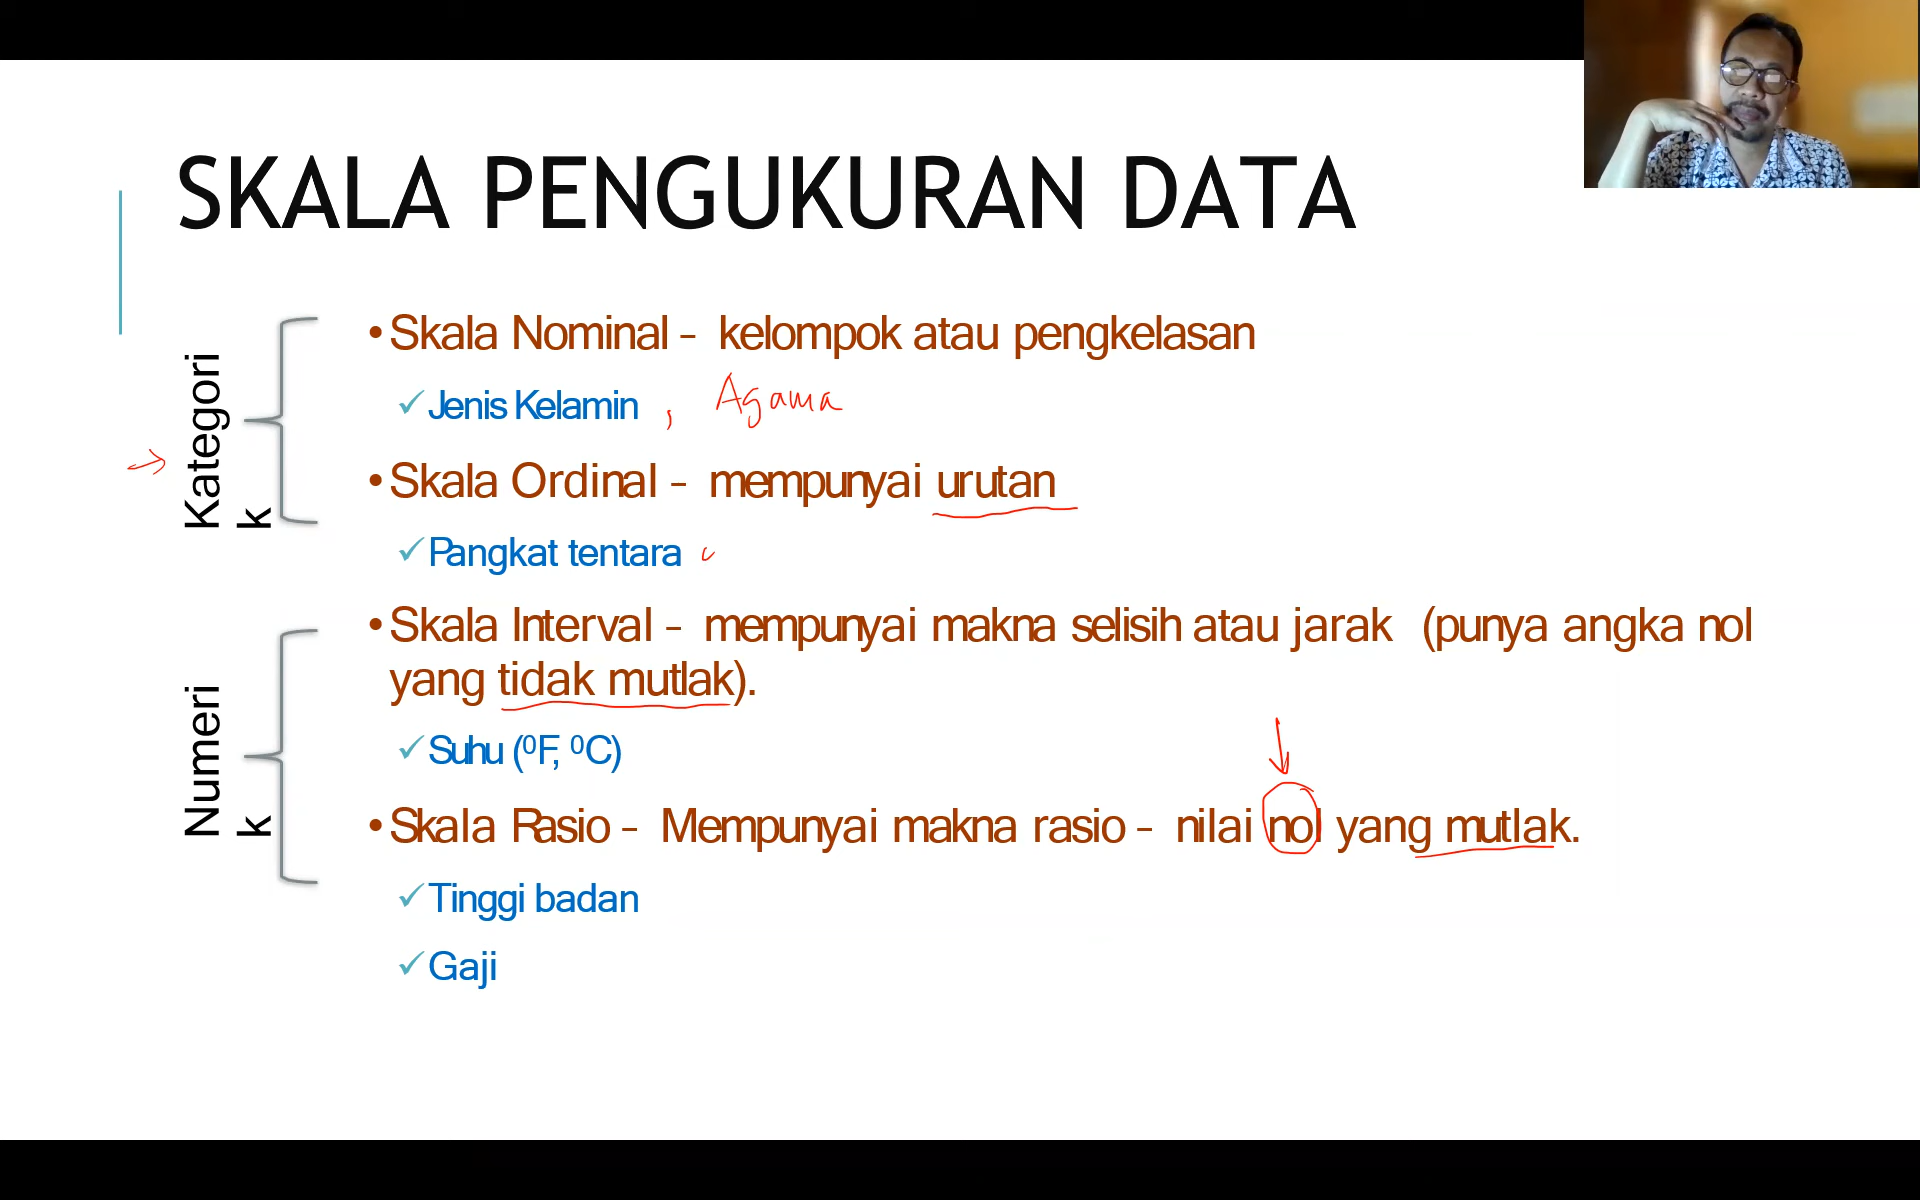 SKALA PENGUKURAN DATA
Kategori
k
• Skala Nominal – kelompok atau pengkelasan
✓ Jenis Kelamin , Agama
• Skala Ordinal – mempunyai urutan
✓ Pangkat tentara
Numeri
k
• Skala Interval – mempunyai makna selisih atau jarak (punya angka nol
yang tidak mutlak).
✓ Suhu (⁰F, ⁰C)
• Skala Rasio – Mempunyai makna rasio – nilai nol yang mutlak.
✓ Tinggi badan
✓ Gaji